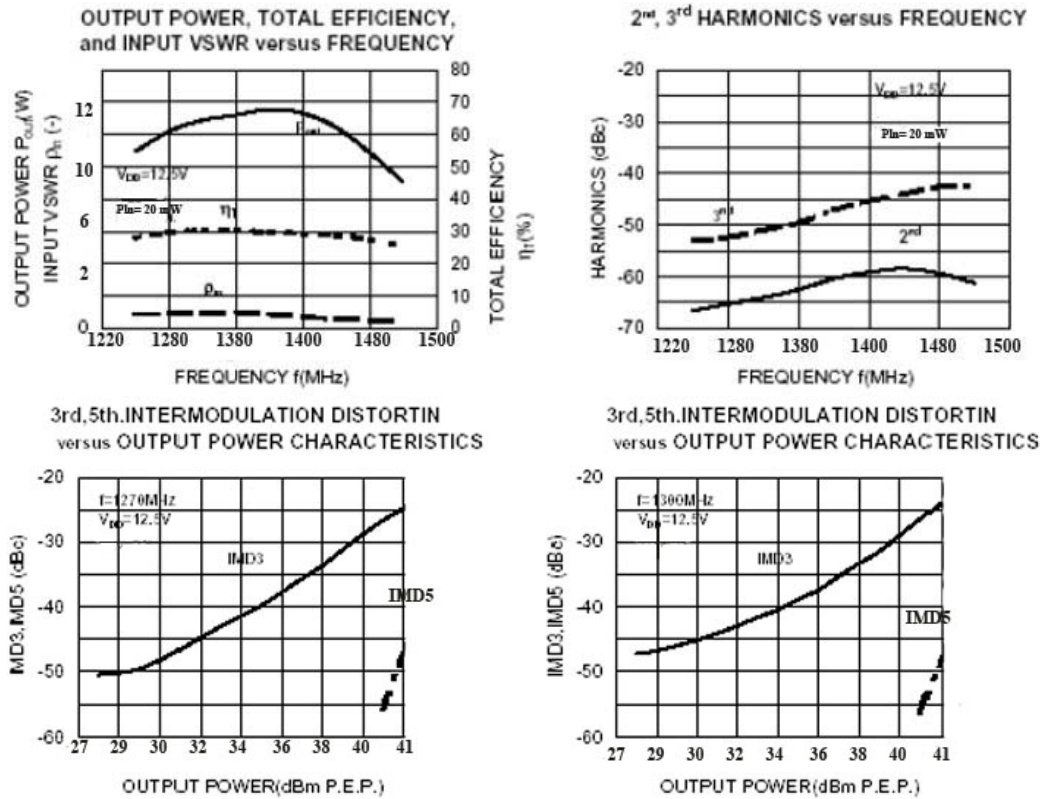 OUTPUT POWER, TOTAL EFFICIENCY,
and INPUT VSWR versus FREQUENCY
OUTPUT POWER Pout(W)
INPUT VSWR ρin (-)
12
10
6
2
0
80
70
60
50
40
30
20
10
0
TOTAL EFFICIENCY
ηT(%)
VDD=12.5V
PIn= 20 mW
Pout
ηT
ρin
1220 1280 1380 1400 1480 1500
FREQUENCY f(MHz)
2nd, 3rd HARMONICS versus FREQUENCY
HARMONICS (dBc)
-20
-30
-40
-50
-60
-70
VDD=12.5V
PIn= 20 mW
3rd
2nd
1220 1280 1380 1400 1480 1500
FREQUENCY f(MHz)
3rd,5th.INTERMODULATION DISTORTIN
versus OUTPUT POWER CHARACTERISTICS
IMD3.IMD5 (dBc)
-20
-30
-40
-50
-60
f=1270MHz
VDD=12.5V
IMD3
IMD5
27 29 30 32 34 36 38 40 41
OUTPUT POWER(dBm P.E.P.)
3rd,5th.INTERMODULATION DISTORTIN
versus OUTPUT POWER CHARACTERISTICS
IMD3.IMD5 (dBc)
-20
-30
-40
-50
-60
f=1300MHz
VDD=12.5V
IMD3
IMD5
27 28 30 32 34 36 38 40 41
OUTPUT POWER(dBm P.E.P.)